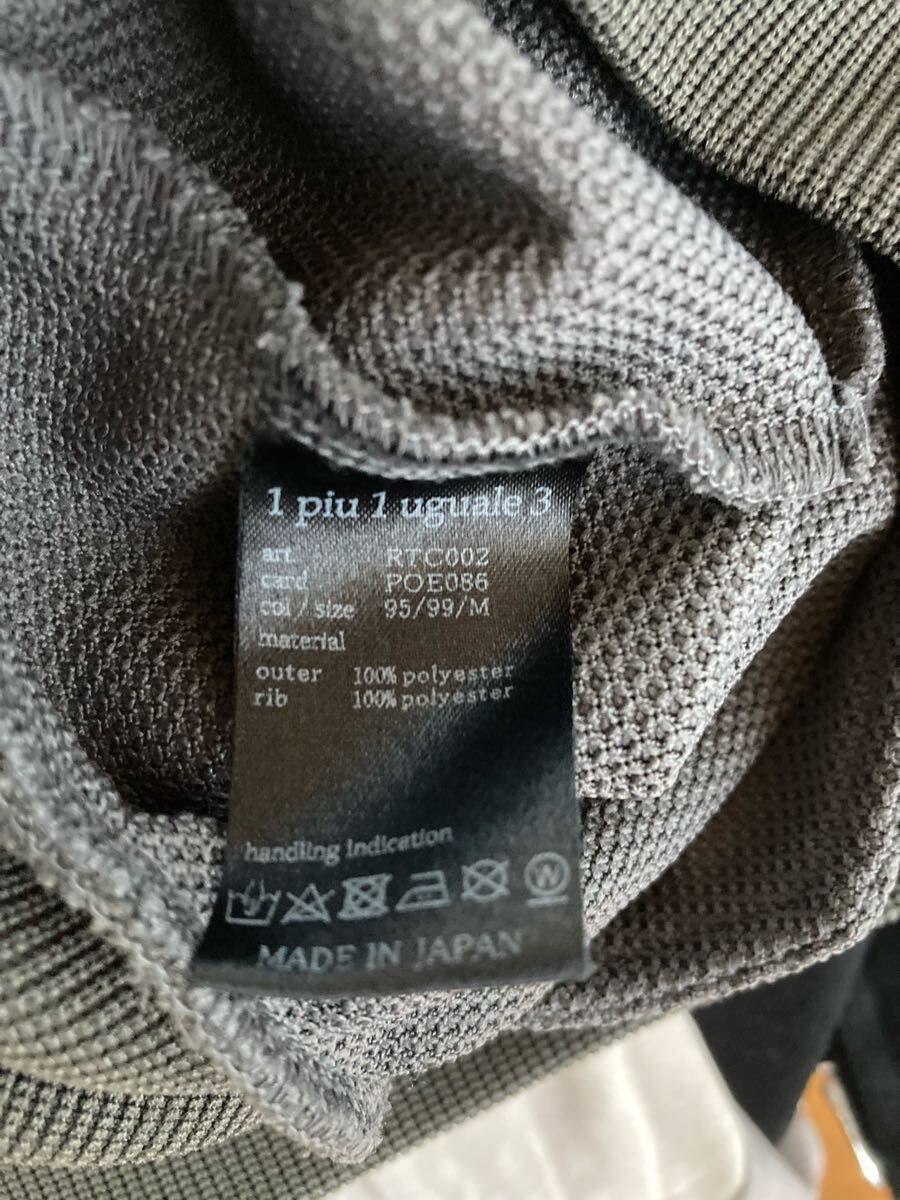 1 piu 1 uguale 3
art. RTC002
card POE086
col / size 95/99/M
material
outer 100% polyester
rib 100% polyester
handling indication
W
MADE IN JAPAN